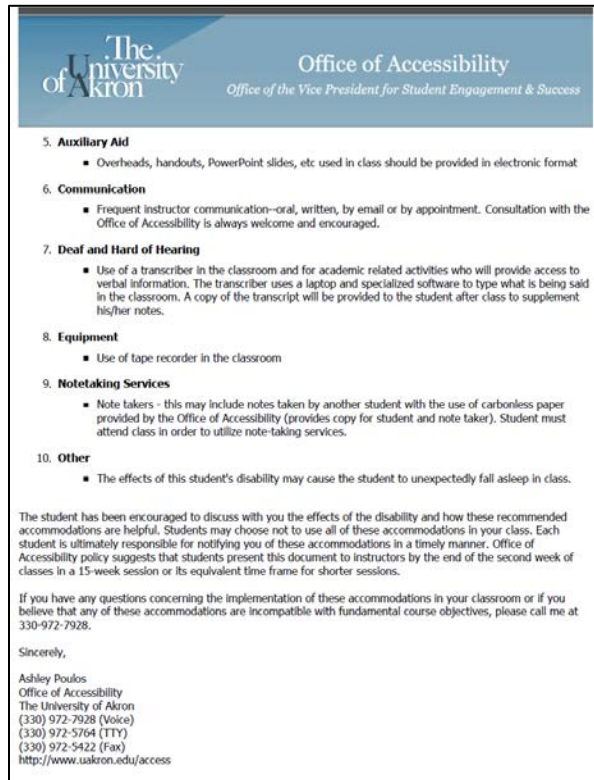 The
University
of Akron
Office of Accessibility
Office of the Vice President for Student Engagement & Success
5. Auxiliary Aid
▪ Overheads, handouts, PowerPoint slides, etc used in class should be provided in electronic format
6. Communication
▪ Frequent instructor communication--oral, written, by email or by appointment. Consultation with the
Office of Accessibility is always welcome and encouraged.
7. Deaf and Hard of Hearing
▪ Use of a transcriber in the classroom and for academic related activities who will provide access to
verbal information. The transcriber uses a laptop and specialized software to type what is being said
in the classroom. A copy of the transcript will be provided to the student after class to supplement
his/her notes.
8. Equipment
▪ Use of tape recorder in the classroom
9. Notetaking Services
▪ Note takers - this may include notes taken by another student with the use of carbonless paper
provided by the Office of Accessibility (provides copy for student and note taker). Student must
attend class in order to utilize note-taking services.
10. Other
▪ The effects of this student's disability may cause the student to unexpectedly fall asleep in class.
The student has been encouraged to discuss with you the effects of the disability and how these recommended
accommodations are helpful. Students may choose not to use all of these accommodations in your class. Each
student is ultimately responsible for notifying you of these accommodations in a timely manner. Office of
Accessibility policy suggests that students present this document to instructors by the end of the second week of
classes in a 15-week session or its equivalent time frame for shorter sessions.
If you have any questions concerning the implementation of these accommodations in your classroom or if you
believe that any of these accommodations are incompatible with fundamental course objectives, please call me at
330-972-7928.
Sincerely,
Ashley Poulos
Office of Accessibility
The University of Akron
(330) 972-7928 (Voice)
(330) 972-5764 (TTY)
(330) 972-5422 (Fax)
http://www.uakron.edu/access